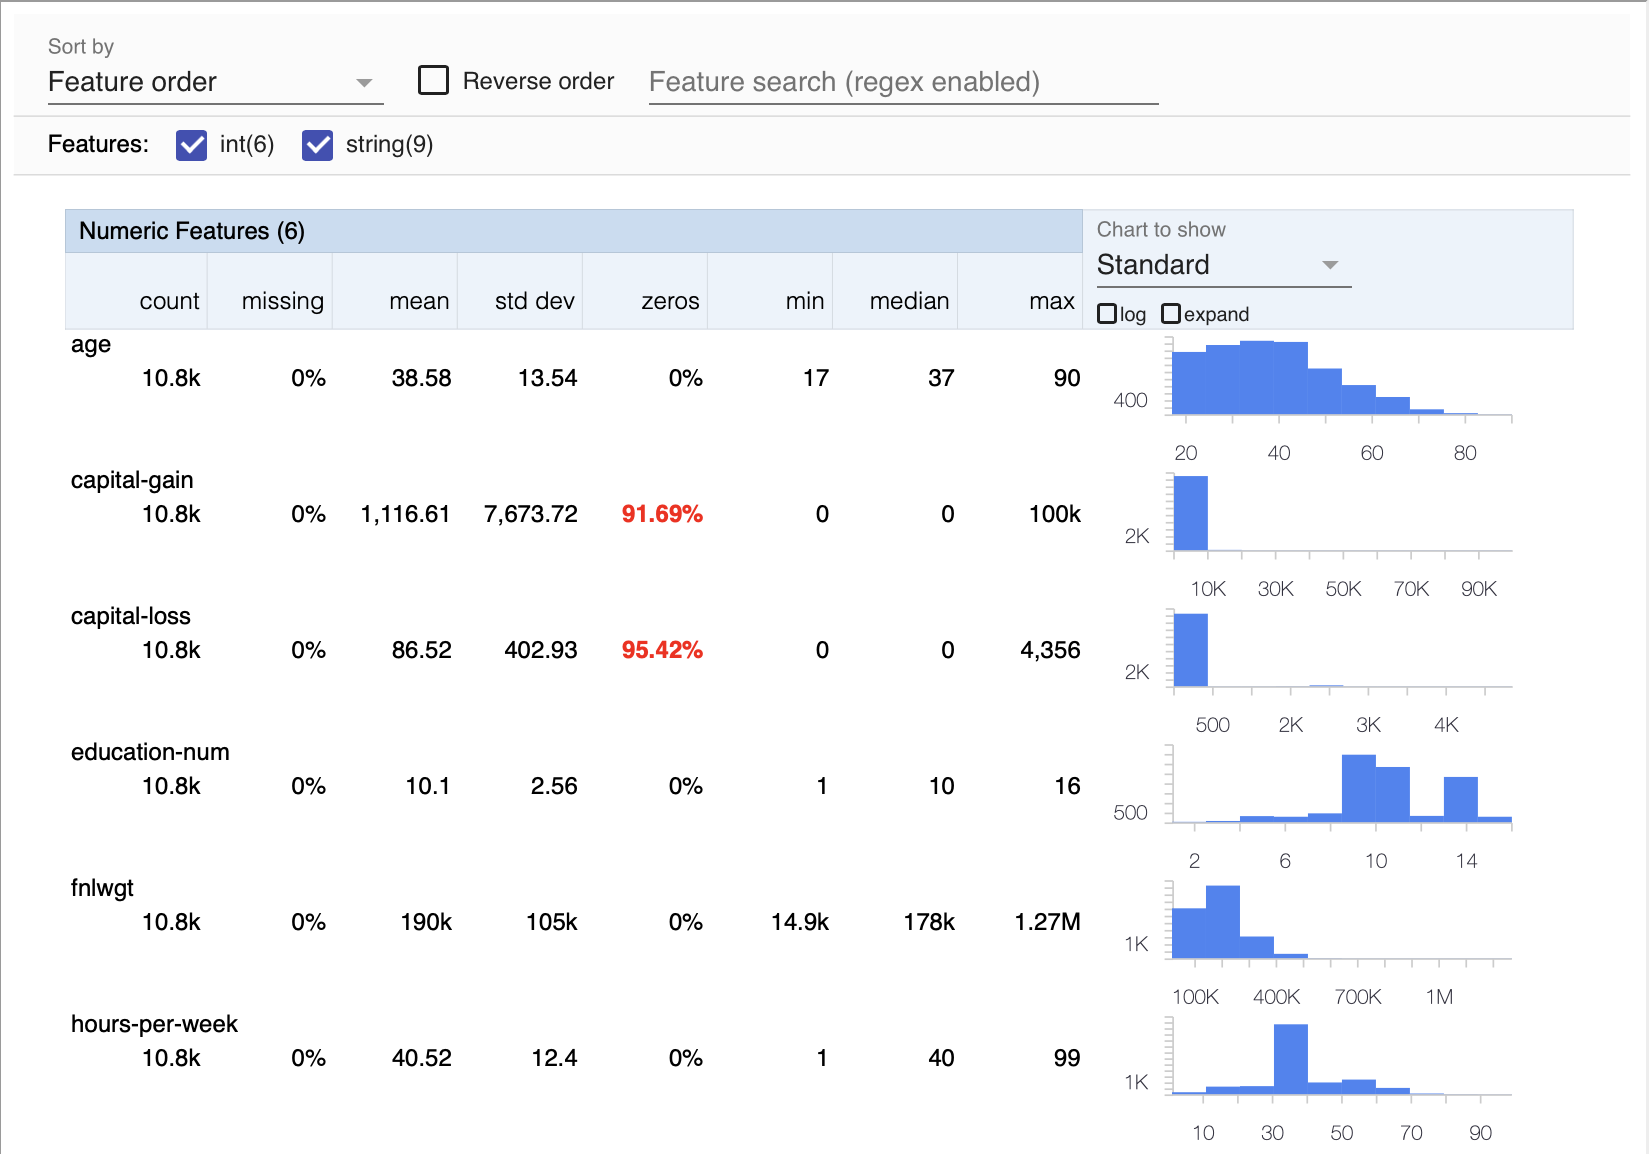 Sort by
Feature order
Reverse order
Feature search (regex enabled)
Features: int(6) string(9)
Numeric Features (6)
Chart to show
Standard
count missing mean std dev zeros min median max
log expand
age
10.8k 0% 38.58 13.54 0% 17 37 90
400
20 40 60 80
capital-gain
10.8k 0% 1,116.61 7,673.72 91.69% 0 0 100k
2K
10K 30K 50K 70K 90K
capital-loss
10.8k 0% 86.52 402.93 95.42% 0 0 4,356
2K
500 2K 3K 4K
education-num
10.8k 0% 10.1 2.56 0% 1 10 16
500
2 6 10 14
fnlwgt
10.8k 0% 190k 105k 0% 14.9k 178k 1.27M
1K
100K 400K 700K 1M
hours-per-week
10.8k 0% 40.52 12.4 0% 1 40 99
1K
10 30 50 70 90